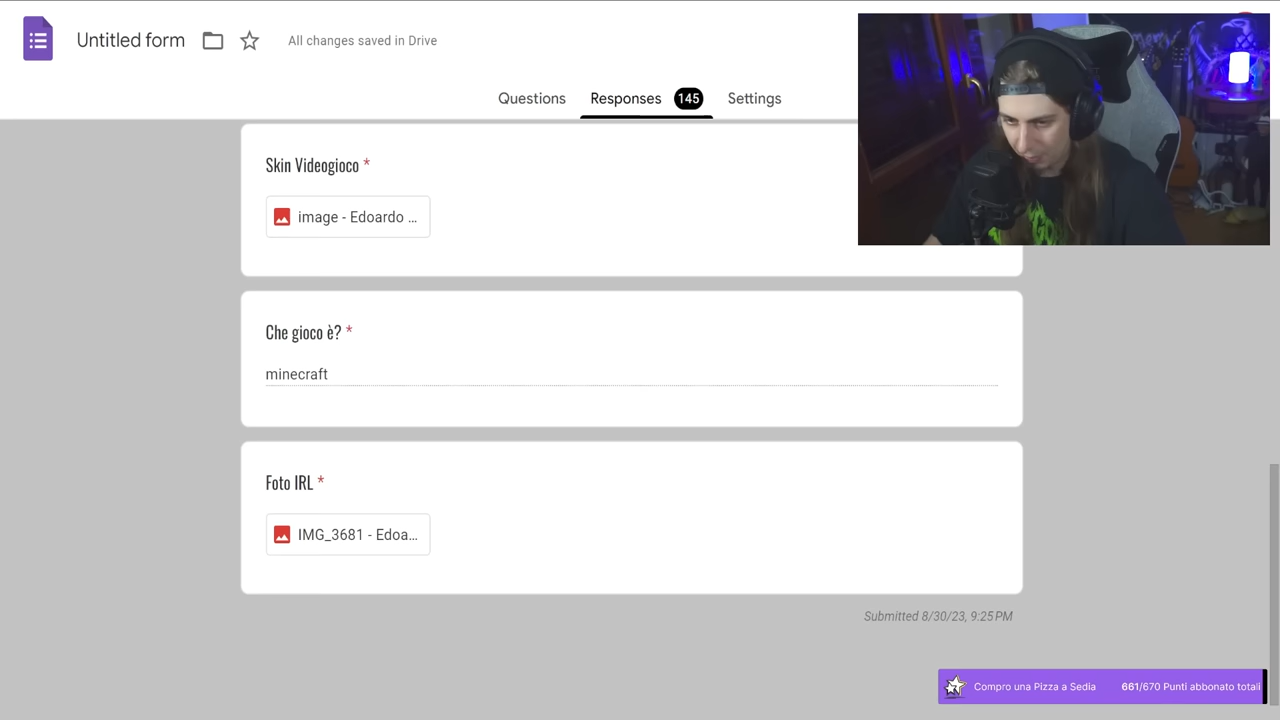 Untitled form
All changes saved in Drive
Questions
Responses 145
Settings
Skin Videogioco *
image - Edoardo ...
Che gioco è? *
minecraft
Foto IRL *
IMG_3681 - Edoa...
Submitted 8/30/23, 9:25 PM
Compro una Pizza a Sedia 661/670 Punti abbonato totali